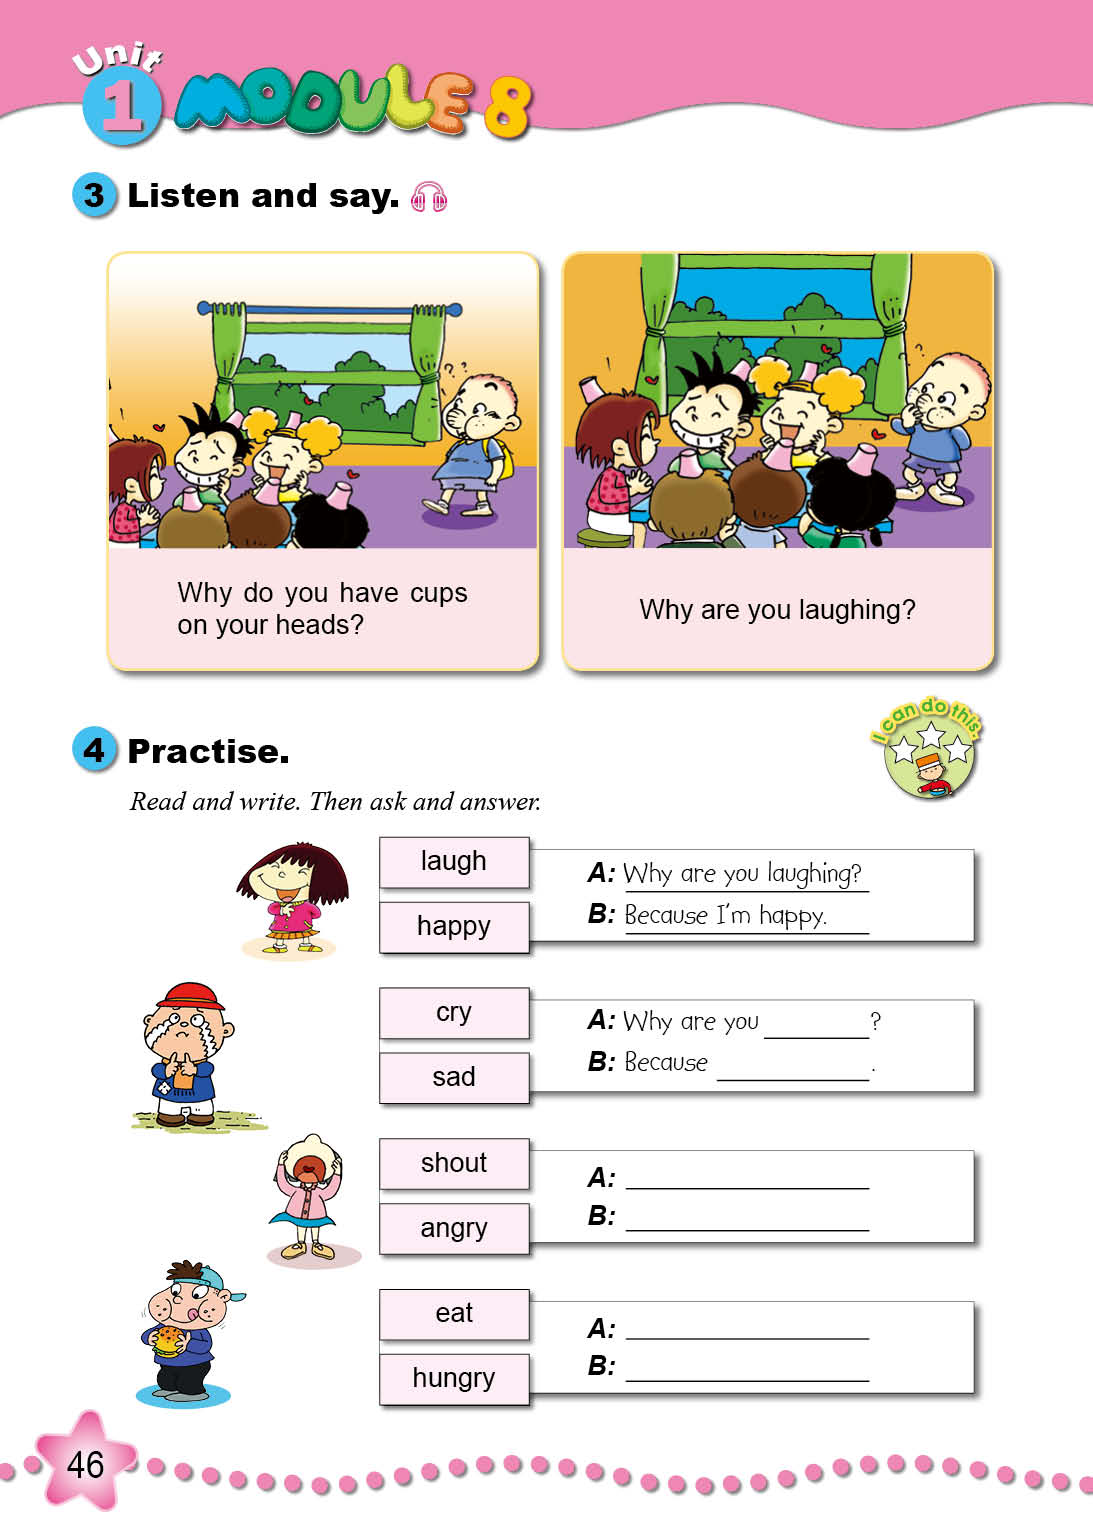 Unit
1 MODULE 8
3 Listen and say.
Why do you have cups
on your heads?
Why are you laughing?
I can do this.
4 Practise.
Read and write. Then ask and answer.
laugh
happy
A: Why are you laughing?
B: Because I'm happy.
cry
sad
A: Why are you ________?
B: Because ________.
shout
angry
A: ________
B: ________
eat
hungry
A: ________
B: ________
46